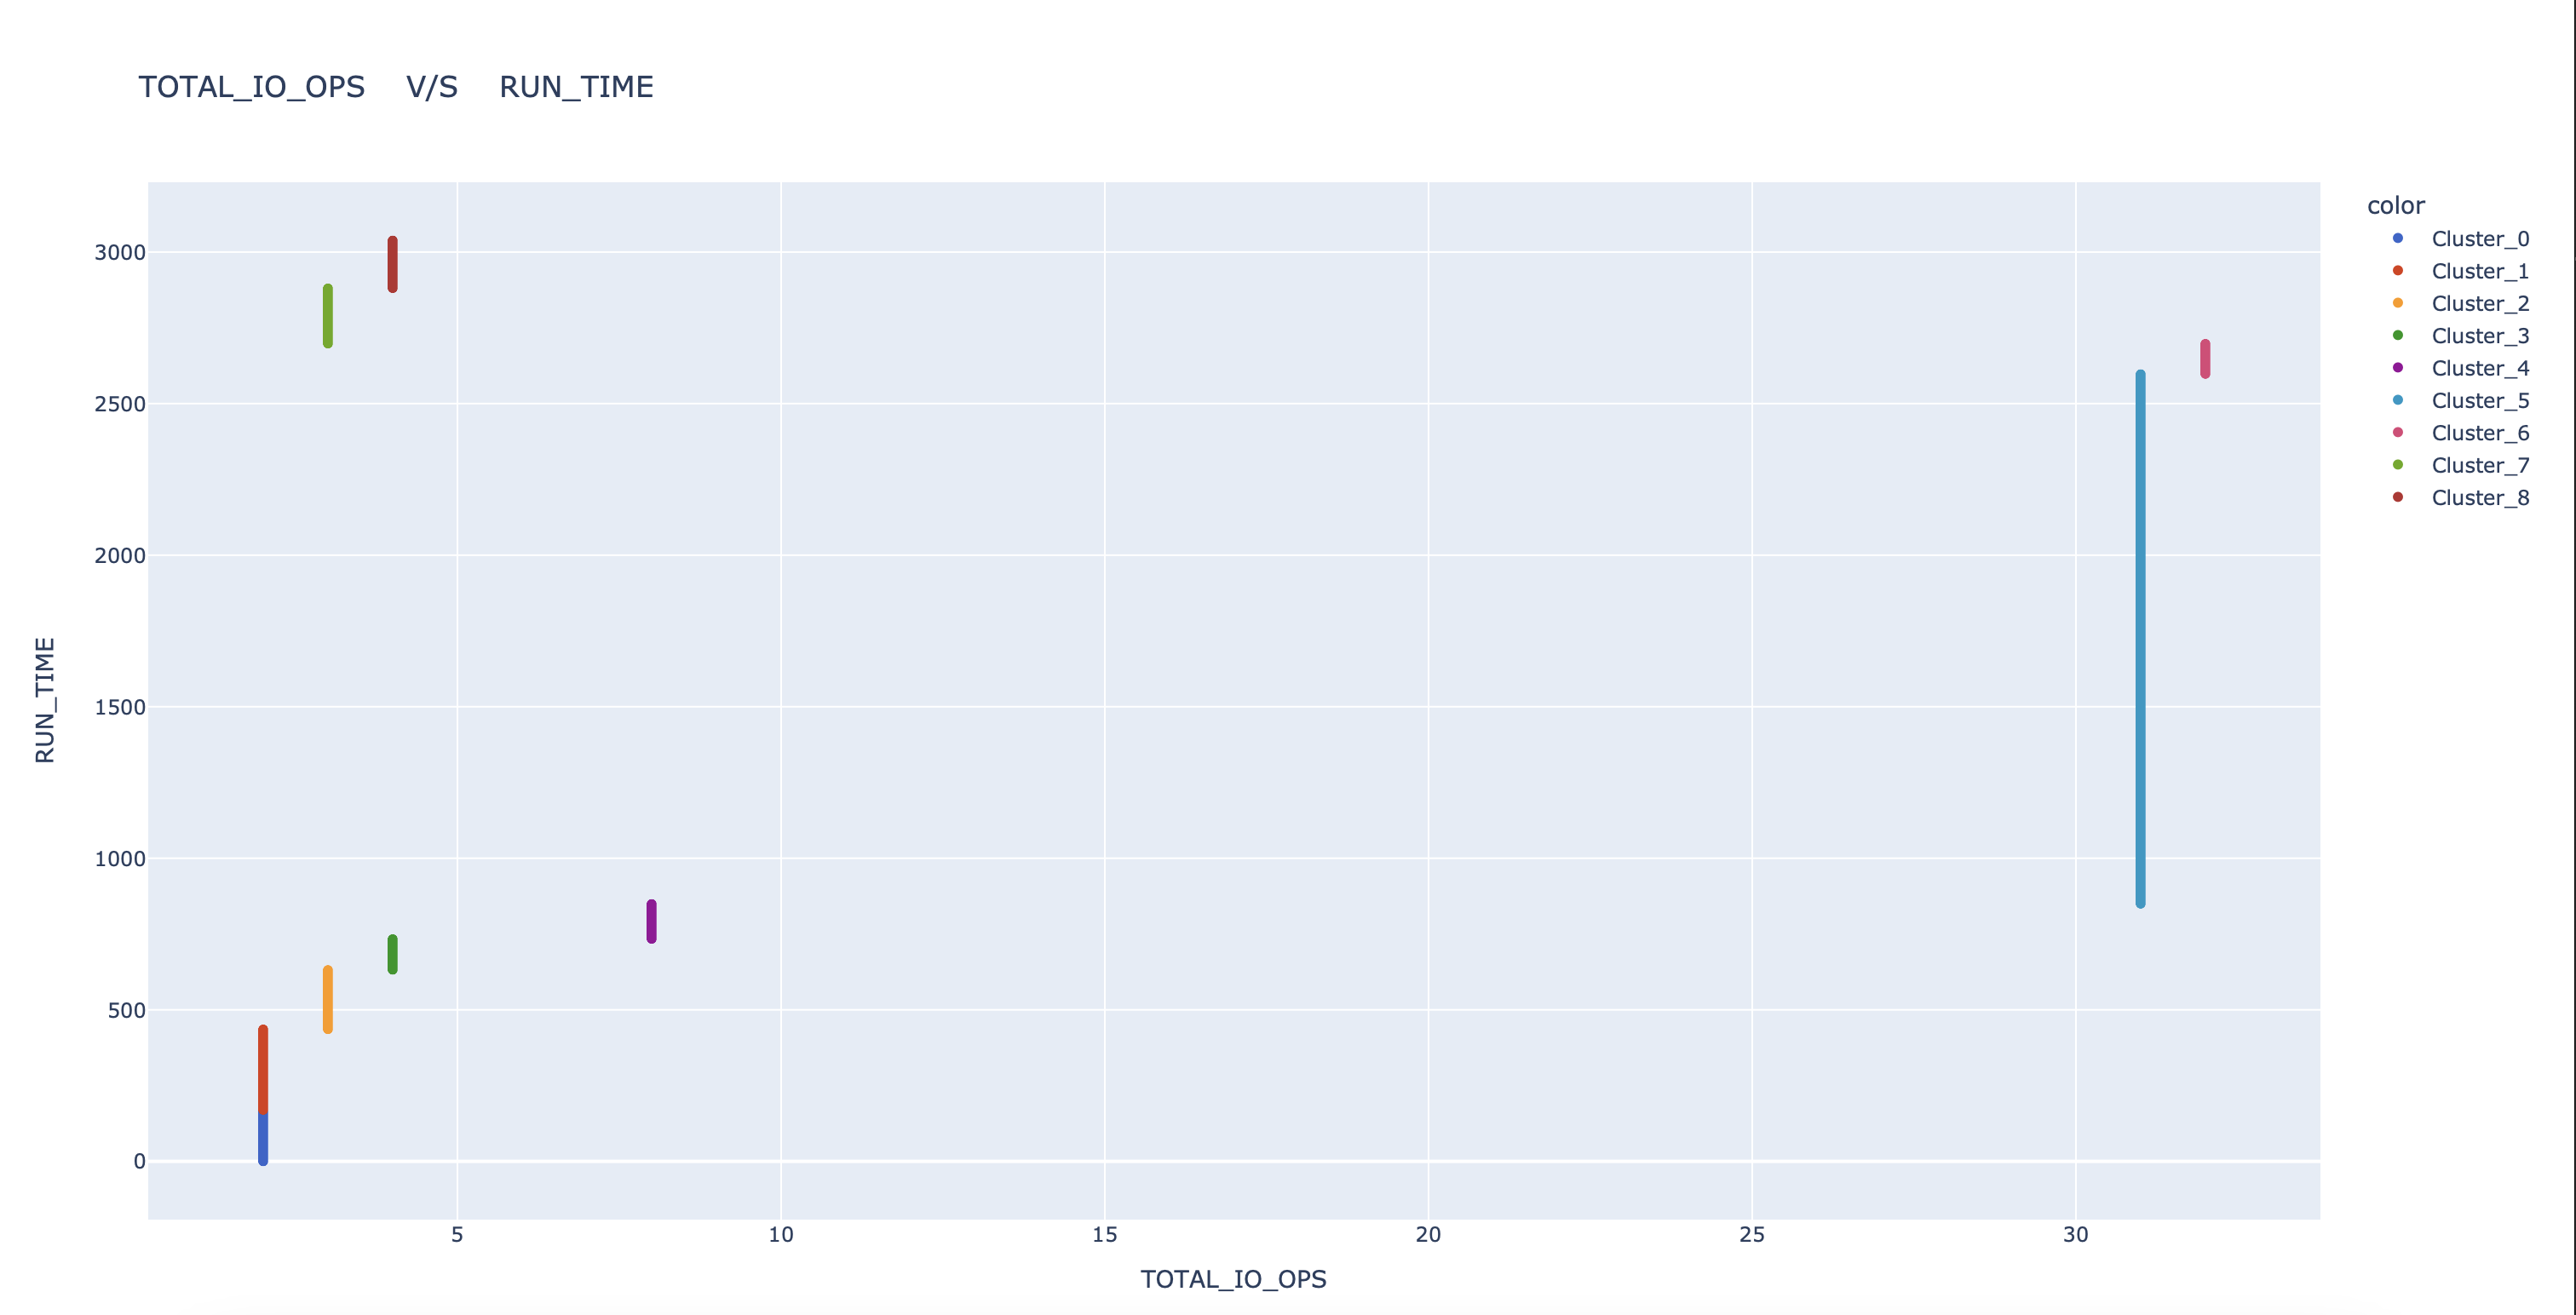 TOTAL_IO_OPS V/S RUN_TIME
color
Cluster_0
Cluster_1
Cluster_2
Cluster_3
Cluster_4
Cluster_5
Cluster_6
Cluster_7
Cluster_8
3000
2500
2000
1500
1000
500
0
RUN_TIME
5 10 15 20 25 30
TOTAL_IO_OPS